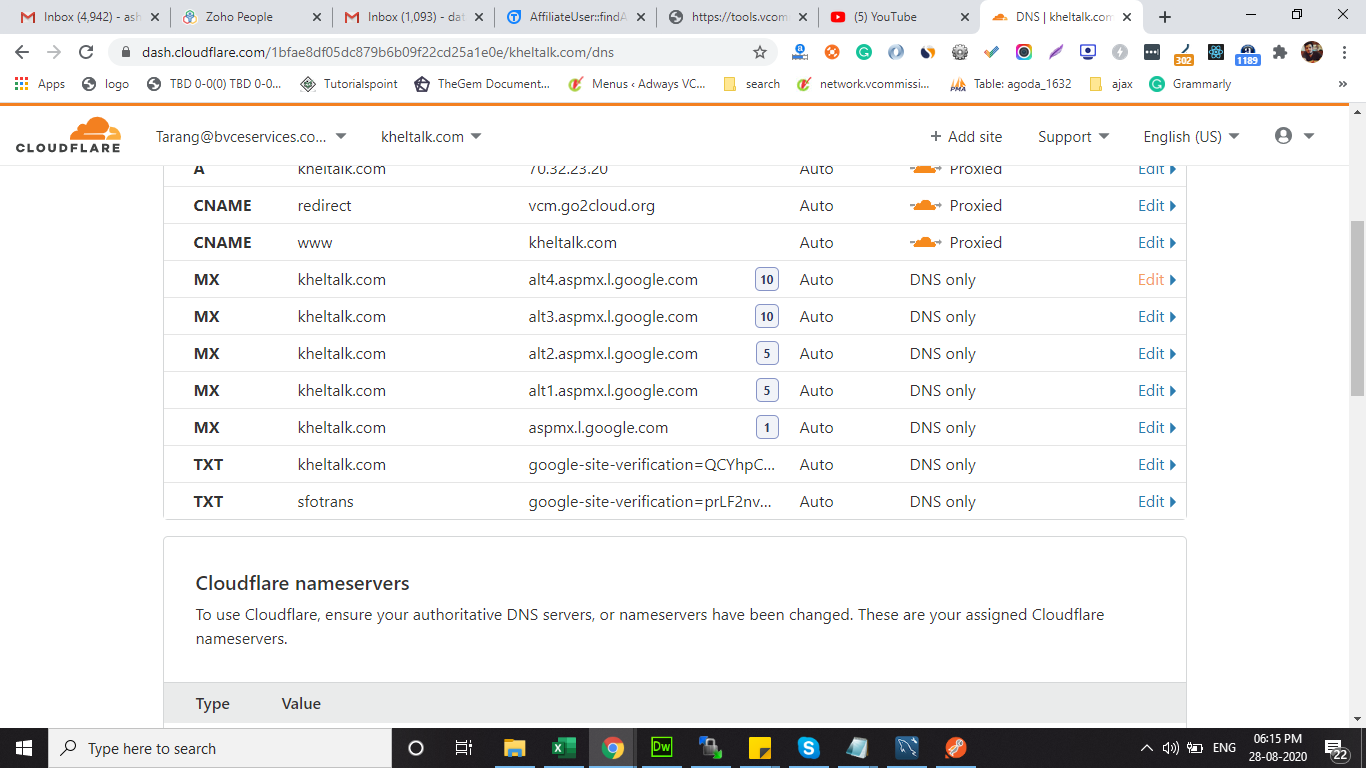 Inbox (4,942) - ash
Zoho People
Inbox (1,093) - dat
AffiliateUser::findA
https://tools.vcomm
(5) YouTube
DNS | kheltalk.com
dash.cloudflare.com/1bfae8df05dc879b6b09f22cd25a1e0e/kheltalk.com/dns
302
1189
Apps
logo
TBD 0-0(0) TBD 0-0...
Tutorialspoint
TheGem Document...
Menus ‹ Adways VC...
search
network.vcommissi...
Table: agoda_1632
ajax
Grammarly
»
CLOUDFLARE
Tarang@bvceservices.co...
kheltalk.com
+ Add site
Support
English (US)
A kheltalk.com 70.32.23.20 Auto Proxied Edit
CNAME redirect vcm.go2cloud.org Auto Proxied Edit
CNAME www kheltalk.com Auto Proxied Edit
MX kheltalk.com alt4.aspmx.l.google.com 10 Auto DNS only Edit
MX kheltalk.com alt3.aspmx.l.google.com 10 Auto DNS only Edit
MX kheltalk.com alt2.aspmx.l.google.com 5 Auto DNS only Edit
MX kheltalk.com alt1.aspmx.l.google.com 5 Auto DNS only Edit
MX kheltalk.com aspmx.l.google.com 1 Auto DNS only Edit
TXT kheltalk.com google-site-verification=QCYhpC... Auto DNS only Edit
TXT sfotrans google-site-verification=prLF2nv... Auto DNS only Edit
Cloudflare nameservers
To use Cloudflare, ensure your authoritative DNS servers, or nameservers have been changed. These are your assigned Cloudflare
nameservers.
Type Value
Type here to search
Dw
ENG
06:15 PM
28-08-2020
22